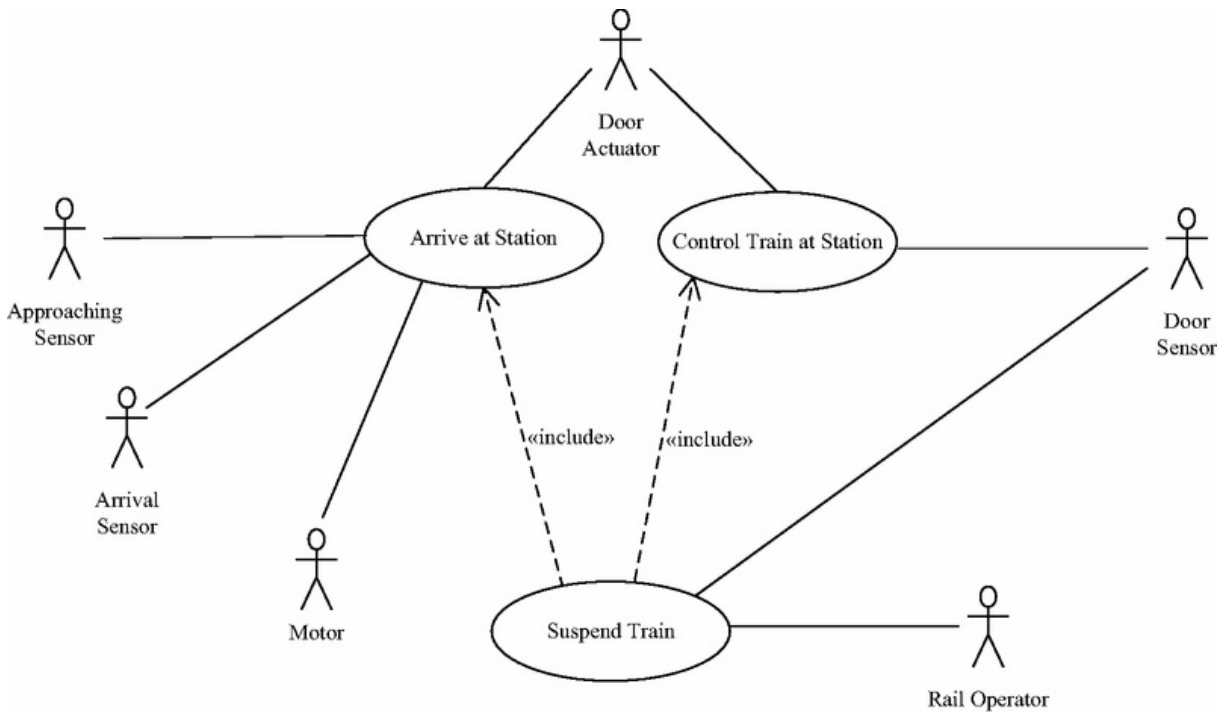 Door
Actuator
Arrive at Station
Control Train at Station
Approaching
Sensor
Door
Sensor
«include»
«include»
Arrival
Sensor
Motor
Suspend Train
Rail Operator